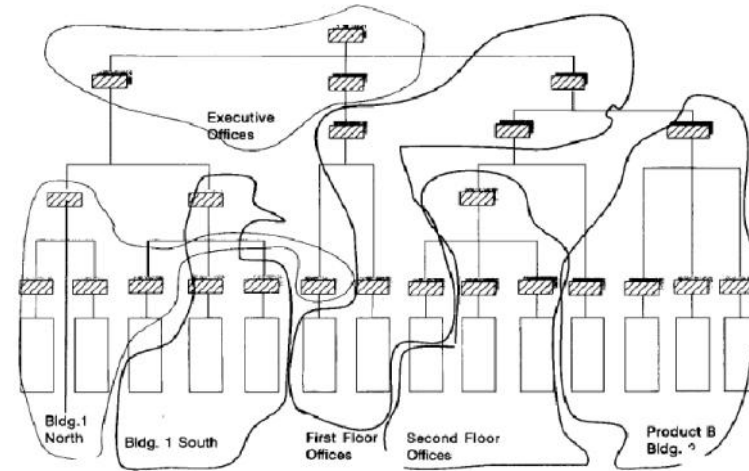 Executive
Offices
Bldg.1
North
Bldg. 1 South
First Floor
Offices
Second Floor
Offices
Product B
Bldg.